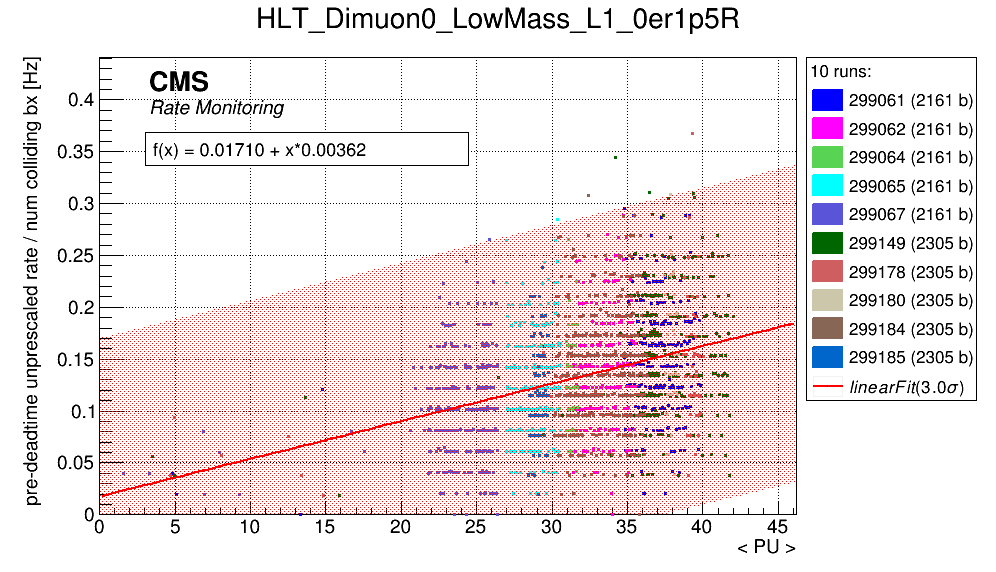 HLT_Dimuon0_LowMass_L1_0er1p5R
pre-deadtime unprescaled rate / num colliding bx [Hz]
CMS
Rate Monitoring
f(x) = 0.01710 + x*0.00362
0.4
0.35
0.3
0.25
0.2
0.15
0.1
0.05
0
0 5 10 15 20 25 30 35 40 45
< PU >
10 runs:
299061 (2161 b)
299062 (2161 b)
299064 (2161 b)
299065 (2161 b)
299067 (2161 b)
299149 (2305 b)
299178 (2305 b)
299180 (2305 b)
299184 (2305 b)
299185 (2305 b)
linearFit(3.0σ)